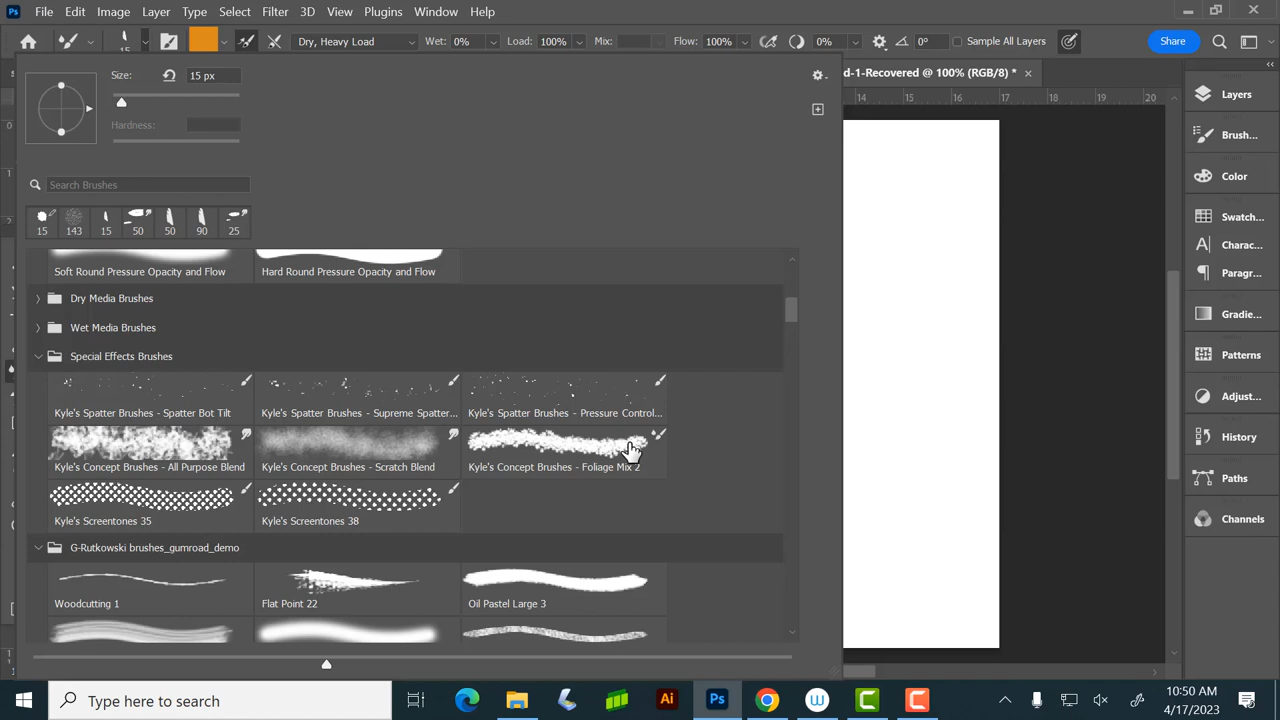 Ps File Edit Image Layer Type Select Filter 3D View Plugins Window Help
15 Dry, Heavy Load Wet: 0% Load: 100% Mix: Flow: 100% 0% 0° Sample All Layers Share
d-1-Recovered @ 100% (RGB/8) *
14 15 16 17 18 19 20
Size: 15 px
Hardness:
Search Brushes
15 143 15 50 50 90 25
Soft Round Pressure Opacity and Flow Hard Round Pressure Opacity and Flow
Dry Media Brushes
Wet Media Brushes
Special Effects Brushes
Kyle's Spatter Brushes - Spatter Bot Tilt Kyle's Spatter Brushes - Supreme Spatter... Kyle's Spatter Brushes - Pressure Control...
Kyle's Concept Brushes - All Purpose Blend Kyle's Concept Brushes - Scratch Blend Kyle's Concept Brushes - Foliage Mix 2
Kyle's Screentones 35 Kyle's Screentones 38
G-Rutkowski brushes_gumroad_demo
Woodcutting 1 Flat Point 22 Oil Pastel Large 3
Layers
Brush...
Color
Swatch...
Charac...
Paragr...
Gradie...
Patterns
Adjust...
History
Paths
Channels
Type here to search
Ai Ps
10:50 AM
4/17/2023